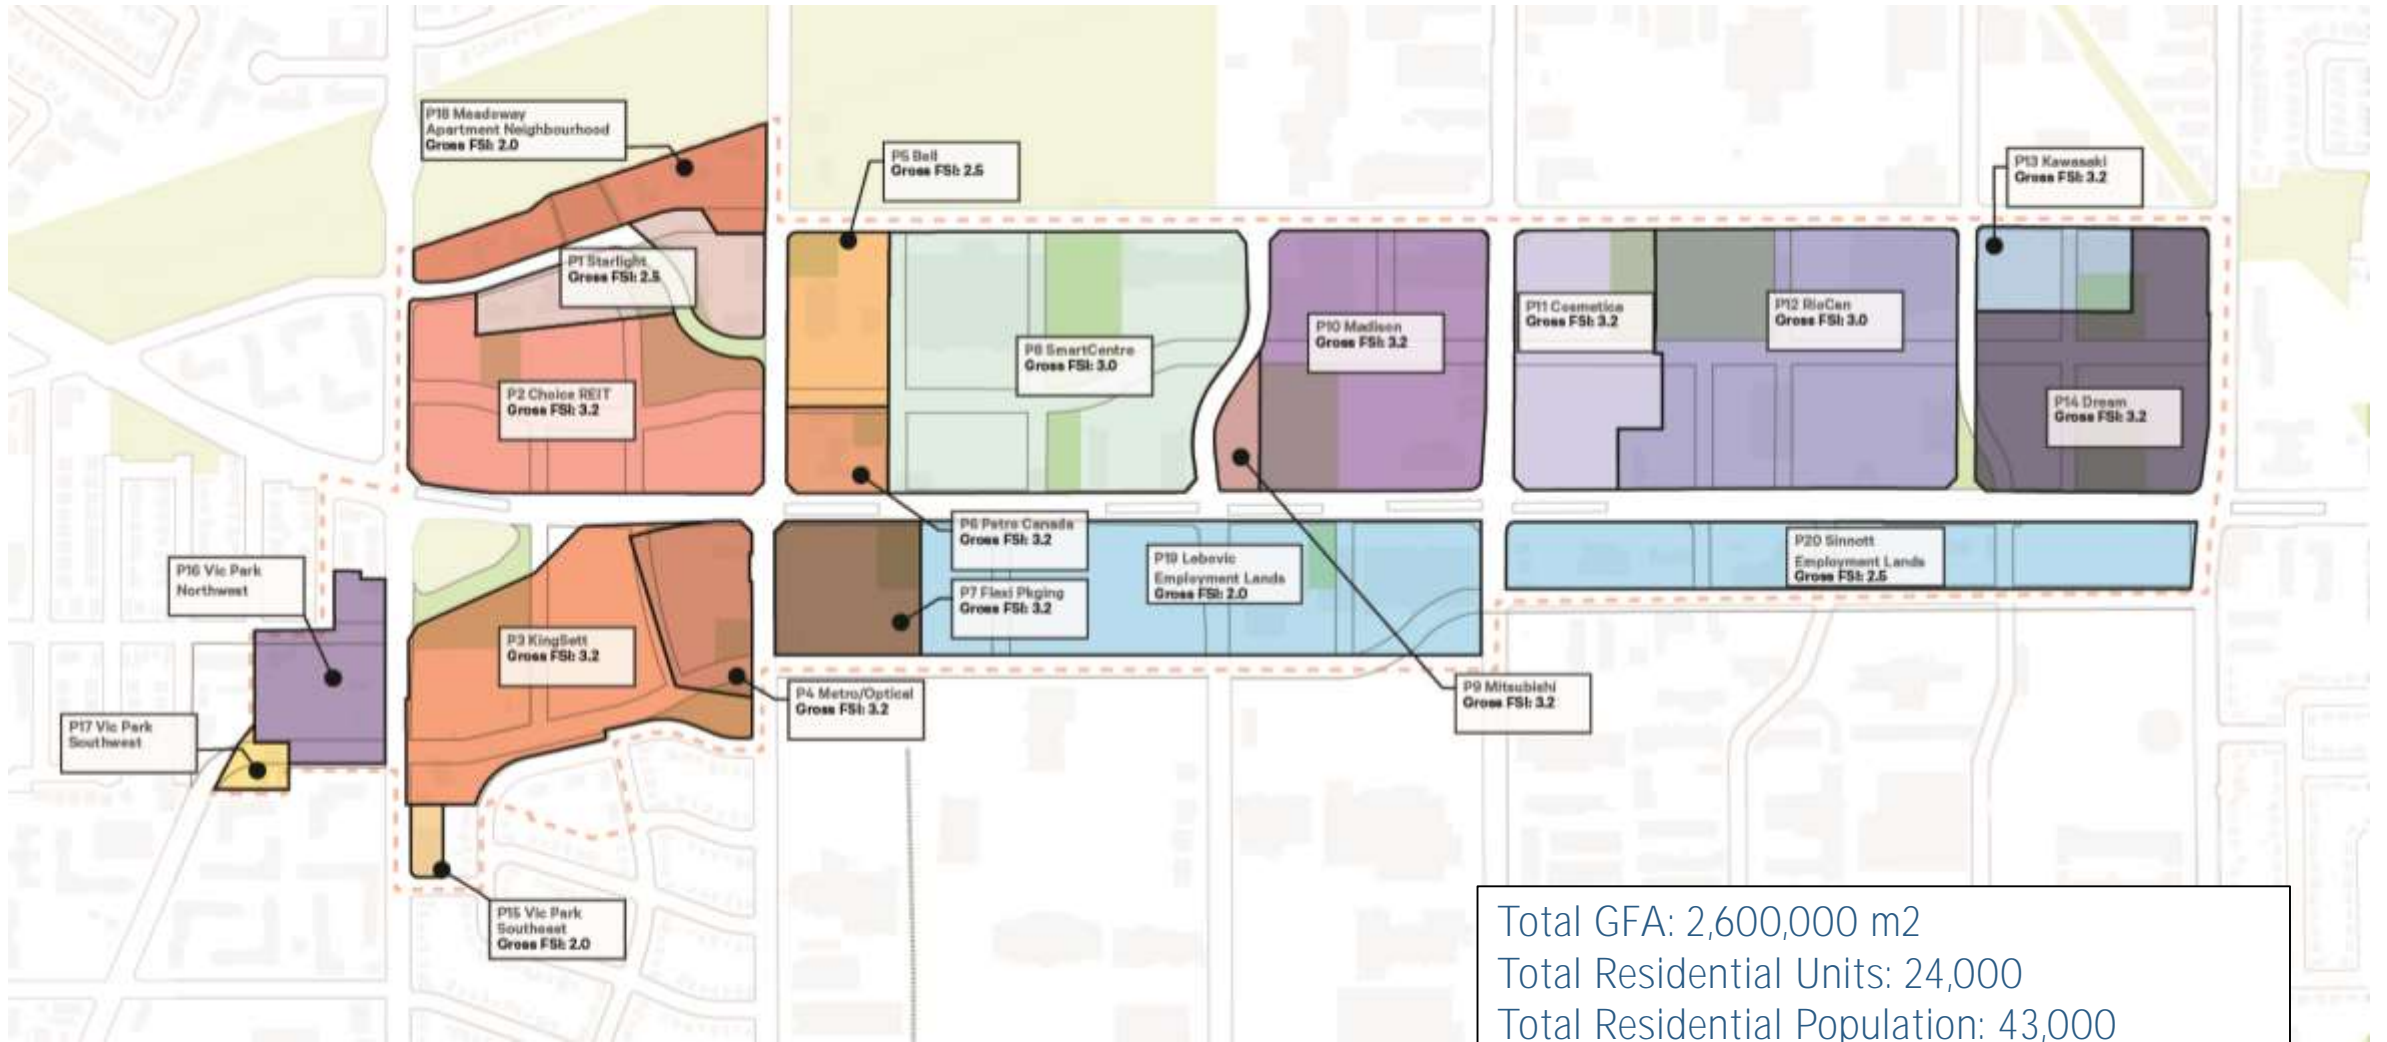 P18 Meadoway
Apartment Neighbourhood
Gross FSI: 2.0
P5 Bell
Gross FSI: 2.5
P13 Kawasaki
Gross FSI: 3.2
P1 Starlight
Gross FSI: 2.5
P11 Cosmetica
Gross FSI: 3.2
P12 RioCan
Gross FSI: 3.0
P10 Madison
Gross FSI: 3.2
P8 SmartCentre
Gross FSI: 3.0
P2 Choice REIT
Gross FSI: 3.2
P14 Dream
Gross FSI: 3.2
P6 Petro Canada
Gross FSI: 3.2
P19 Lebovic
Employment Lands
Gross FSI: 2.0
P20 Sinnott
Employment Lands
Gross FSI: 2.5
P16 Vic Park
Northwest
P7 Flexi Pkging
Gross FSI: 3.2
P3 KingSett
Gross FSI: 3.2
P4 Metro/Optical
Gross FSI: 3.2
P9 Mitsubishi
Gross FSI: 3.2
P17 Vic Park
Southwest
P15 Vic Park
Southeast
Gross FSI: 2.0
Total GFA: 2,600,000 m2
Total Residential Units: 24,000
Total Residential Population: 43,000